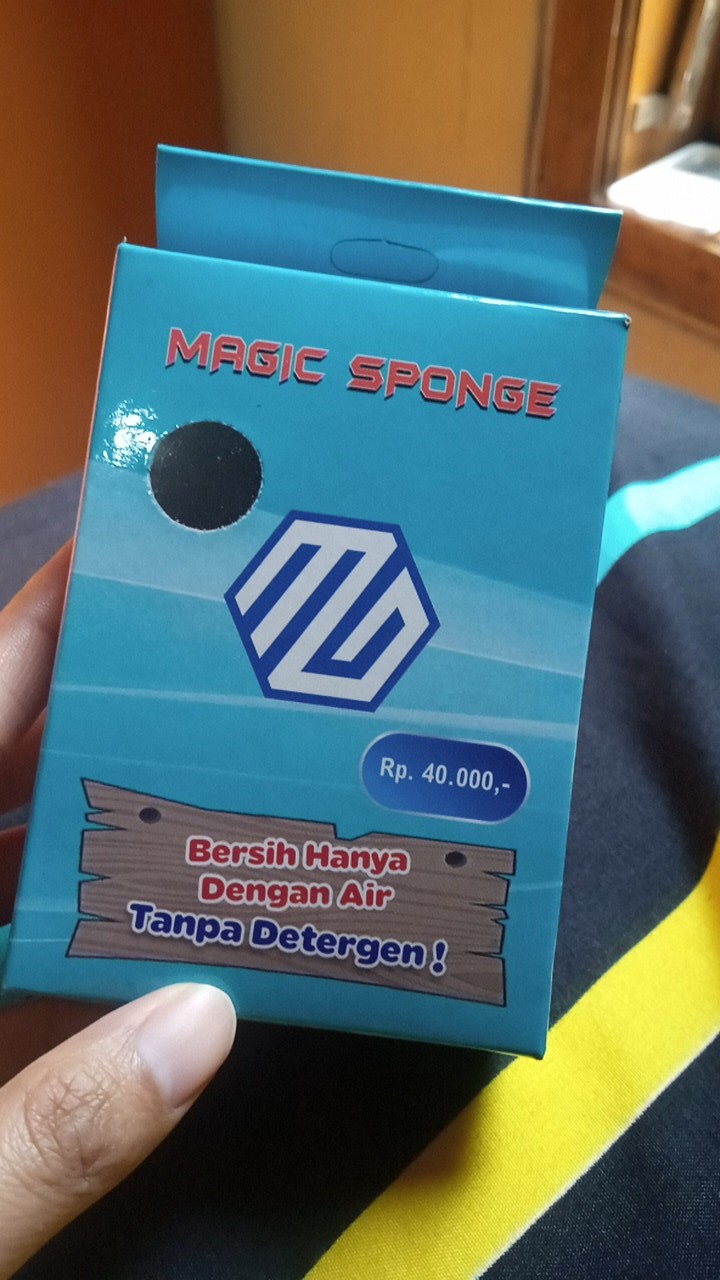 MAGIC SPONGE
Rp. 40.000,-
Bersih Hanya
Dengan Air
Tanpa Detergen !